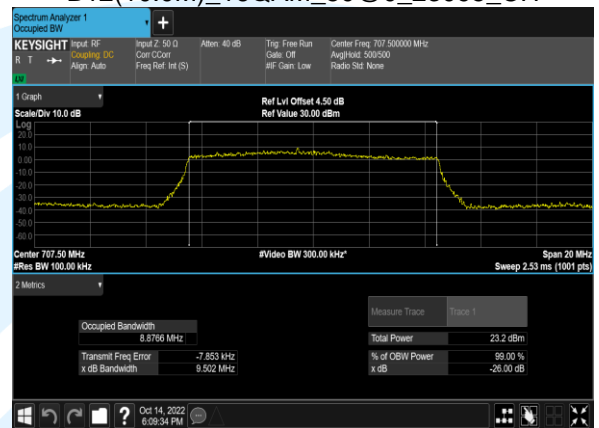 Spectrum Analyzer 1
Occupied BW
KEYSIGHT
R T
Input: RF
Coupling: DC
Align: Auto
Input Z: 50 Ω
Corr CCorr
Freq Ref: Int (S)
Atten: 40 dB
Trig: Free Run
Gate: Off
#IF Gain: Low
Center Freq: 707.500000 MHz
Avg|Hold: 500/500
Radio Std: None
LV
1 Graph
Scale/Div 10.0 dB
Ref Lvl Offset 4.50 dB
Ref Value 30.00 dBm
Log
20.0
10.0
0.00
-10.0
-20.0
-30.0
-40.0
-50.0
-60.0
Center 707.50 MHz
#Res BW 100.00 kHz
#Video BW 300.00 kHz*
Span 20 MHz
Sweep 2.53 ms (1001 pts)
2 Metrics
Measure Trace Trace 1
Occupied Bandwidth
8.8766 MHz
Total Power 23.2 dBm
Transmit Freq Error -7.853 kHz
% of OBW Power 99.00 %
x dB Bandwidth 9.502 MHz
x dB -26.00 dB
?
Oct 14, 2022
6:09:34 PM